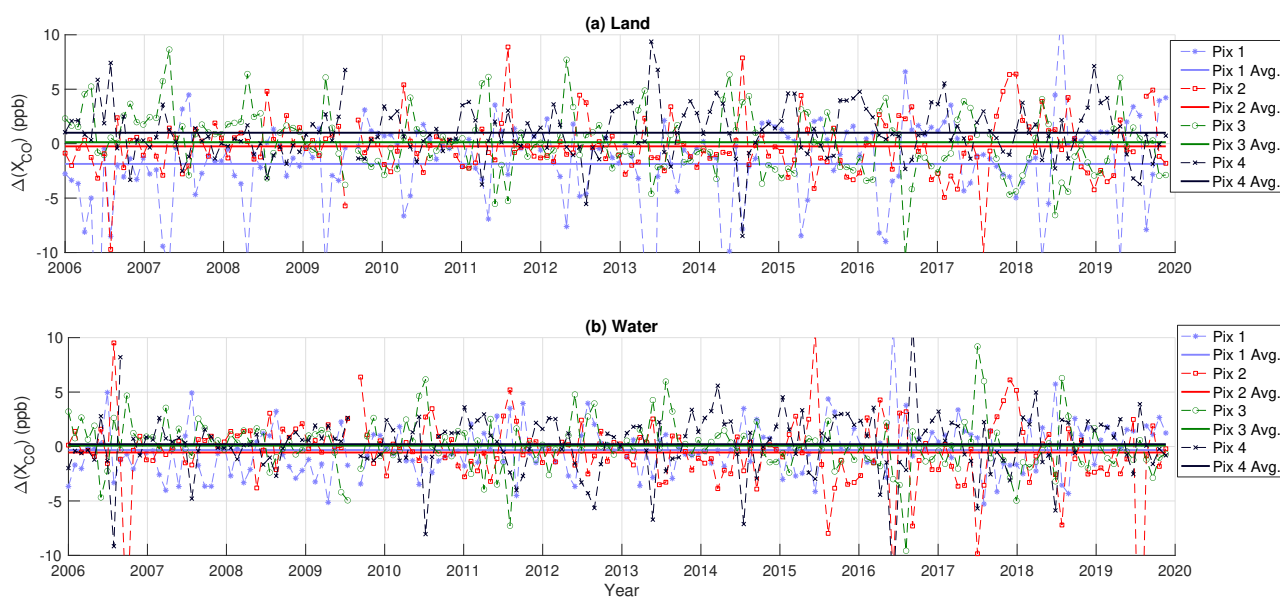 (a) Land
Δ(X_CO) (ppb)
10
5
0
-5
-10
2006 2007 2008 2009 2010 2011 2012 2013 2014 2015 2016 2017 2018 2019 2020
Pix 1
Pix 1 Avg.
Pix 2
Pix 2 Avg.
Pix 3
Pix 3 Avg.
Pix 4
Pix 4 Avg.
(b) Water
Δ(X_CO) (ppb)
10
5
0
-5
-10
2006 2007 2008 2009 2010 2011 2012 2013 2014 2015 2016 2017 2018 2019 2020
Year
Pix 1
Pix 1 Avg.
Pix 2
Pix 2 Avg.
Pix 3
Pix 3 Avg.
Pix 4
Pix 4 Avg.